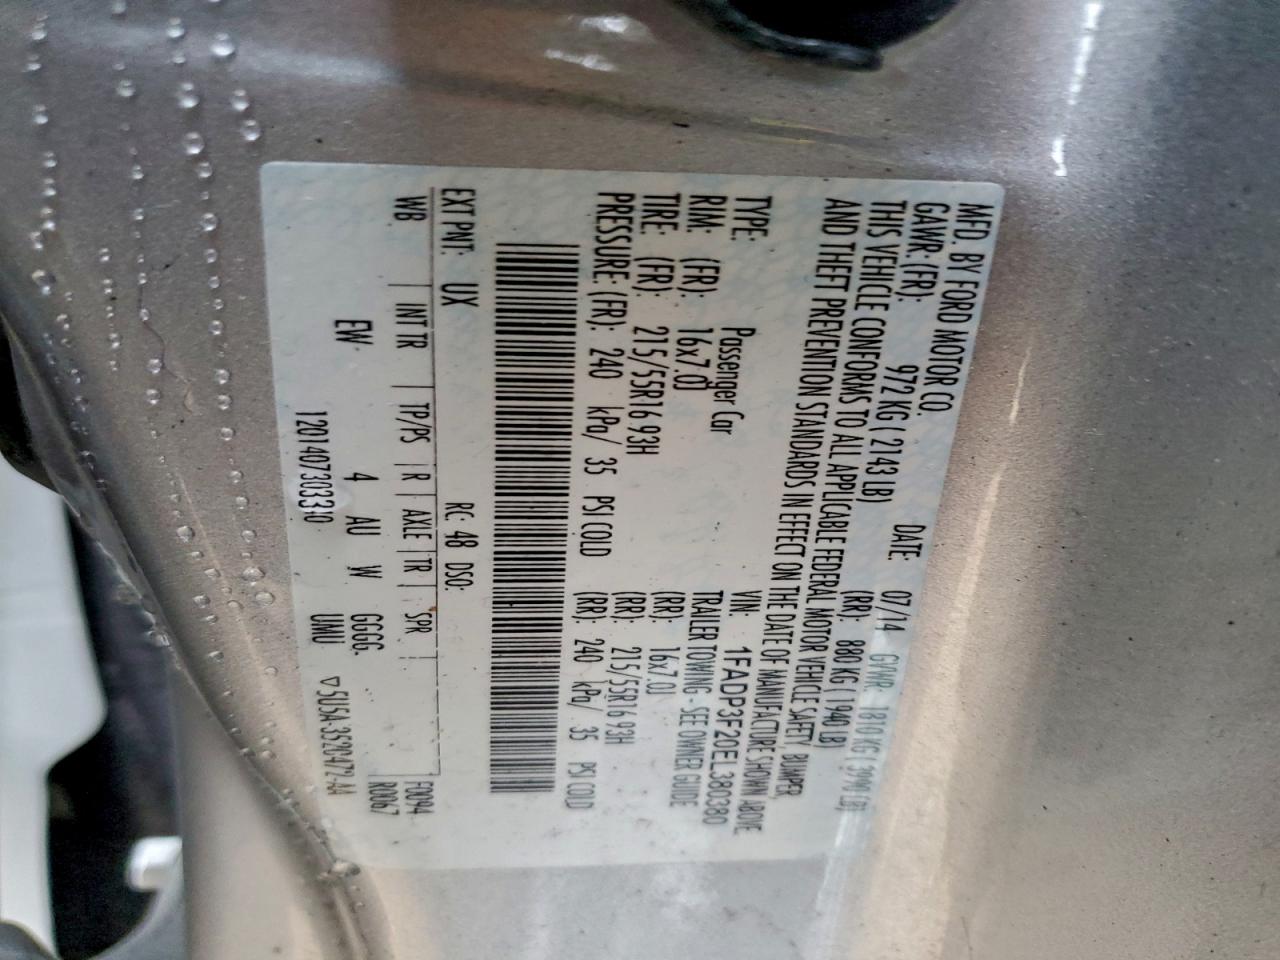 MFD. BY FORD MOTOR CO.
DATE: 07/14 GVWR: 1810 KG ( 3990 LB)
GAWR: (FR): 972 KG ( 2143 LB) (RR): 880 KG ( 1940LB)
THIS VEHICLE CONFORMS TO ALL APPLICABLE FEDERAL MOTOR VEHICLE SAFETY, BUMPER,
AND THEFT PREVENTION STANDARDS IN EFFECT ON THE DATE OF MANUFACTURE SHOWN ABOVE
VIN: 1FADP3F20EL380380
TYPE: Passenger Car TRAILER TOWING - SEE OWNER GUIDE
RIM: (FR): 16x7.0J (RR): 16x7.0J
TIRE: (FR): 215/55R16 93H (RR): 215/55R16 93H
PRESSURE: (FR): 240 kPa/ 35 PSI COLD (RR): 240 kPa/ 35 PSI COLD
EXT PNT: UX RC: 48 DSO:
WB INT TR TP/PS R AXLE TR SPR F0094
R0067
EW 4 AU W GGGG.
UMU ▽5U5A-3520472-AA
1201407303310